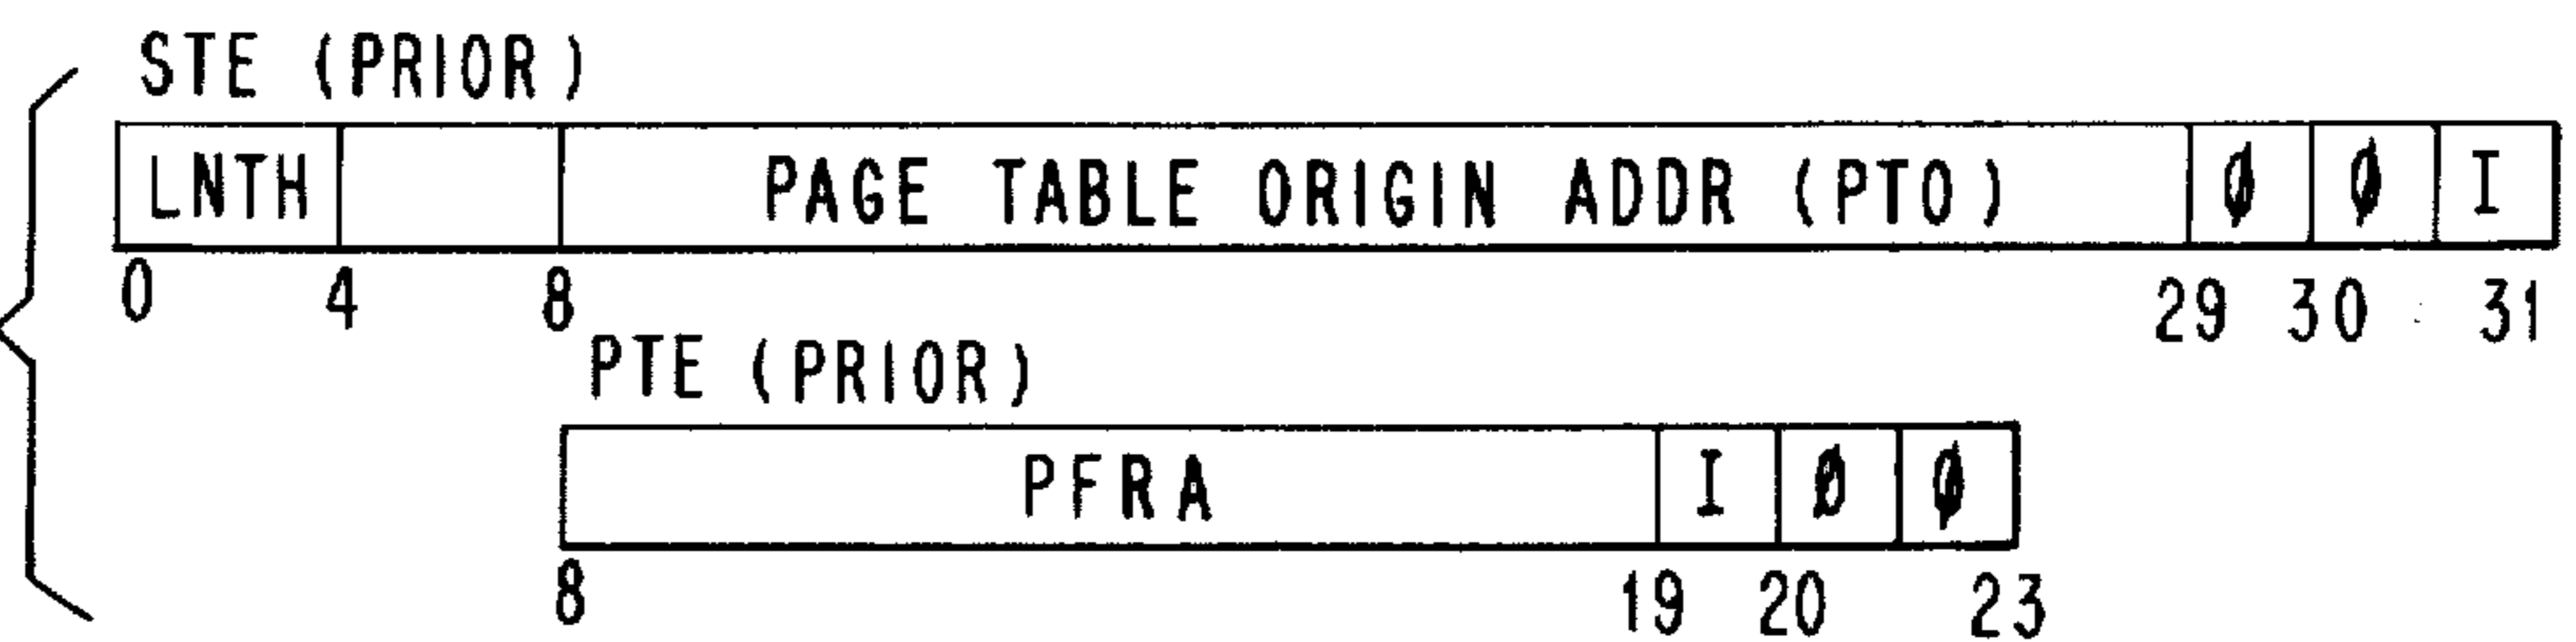 STE (PRIOR)
LNTH PAGE TABLE ORIGIN ADDR (PTO) Ø Ø I
0 4 8 29 30 31
PTE (PRIOR)
PFRA I Ø Ø
8 19 20 23